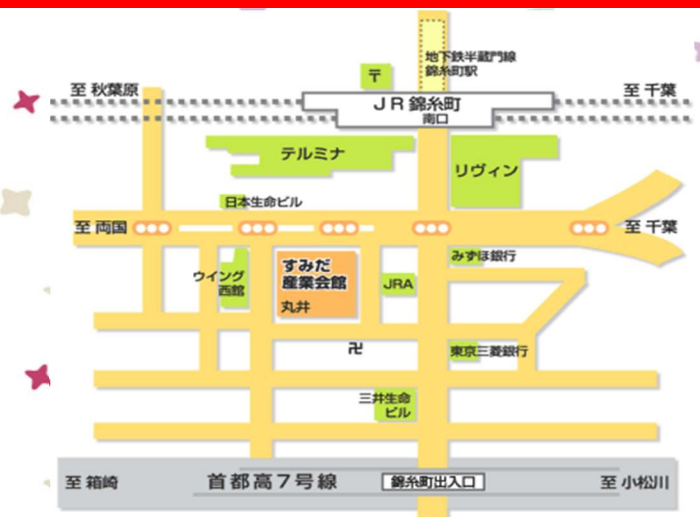 地下鉄半蔵門線
錦糸町駅
〒
至 秋葉原
至 千葉
JR錦糸町
南口
テルミナ
リヴィン
日本生命ビル
至 両国
至 千葉
みずほ銀行
ウイング
西館
すみだ
産業会館
丸井
JRA
卍
東京三菱銀行
三井生命
ビル
至 箱崎
首都高7号線
錦糸町出入口
至 小松川